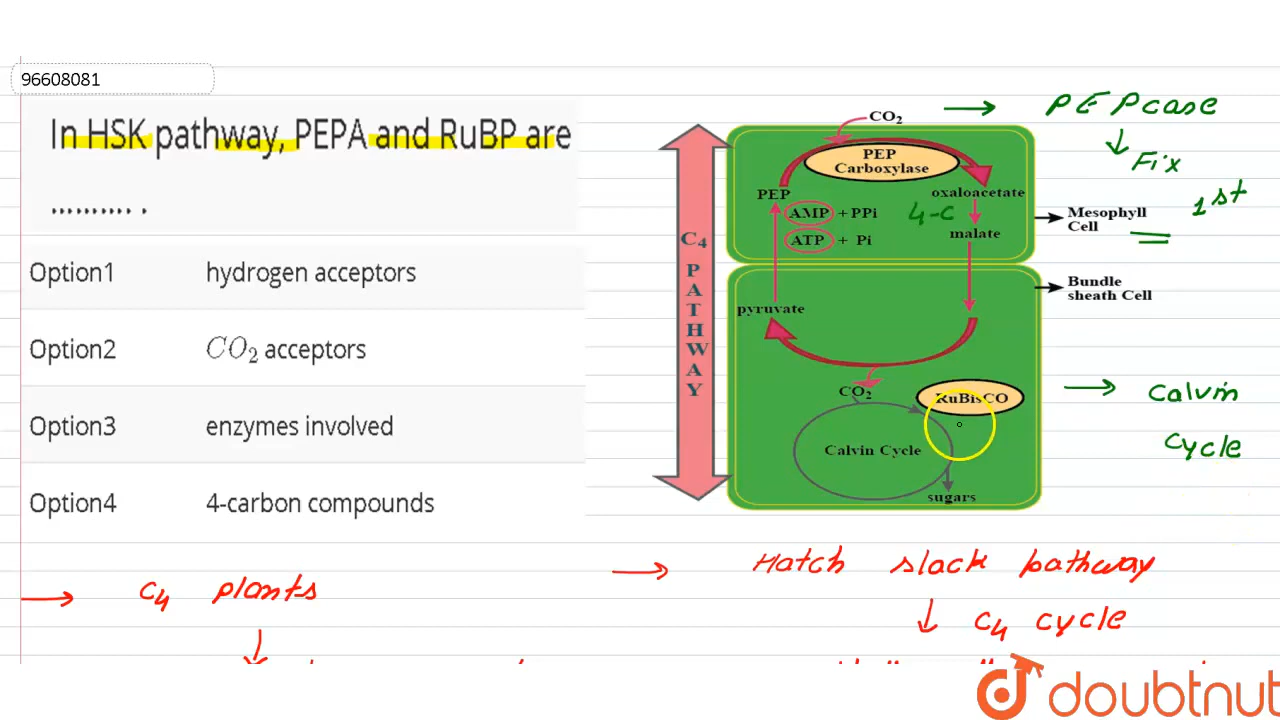 96608081
In HSK pathway, PEPA and RuBP are
.......... .
Option1 hydrogen acceptors
Option2 CO2 acceptors
Option3 enzymes involved
Option4 4-carbon compounds
C4 PATHWAY
CO2
PEP
Carboxylase
PEP
oxaloacetate
AMP + PPi
4-C
ATP + Pi
malate
Mesophyll
Cell
Bundle
sheath Cell
pyruvate
CO2
RuBisCO
Calvin Cycle
sugars
→ PEPcase
↓ Fix
1st
→ Calvin
Cycle
→ C4 plants
→ Hatch slack pathway
↓ C4 cycle
doubtnut